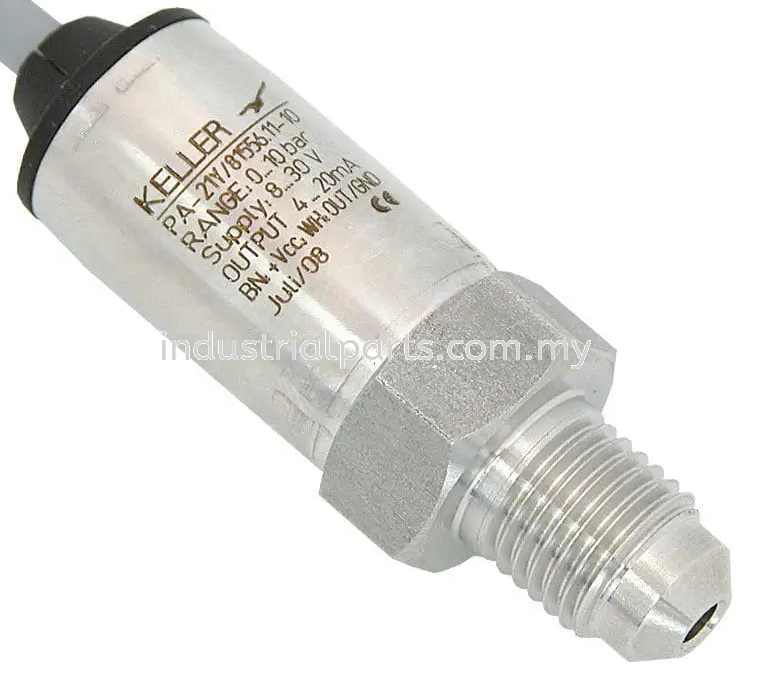 KELLER
PA-21Y/81556.11-10
RANGE: 0...10 bar
Supply: 8...30 V
OUTPUT 4...20mA
BN: +Vcc, WH: OUT/GND
Juli/08 CE
industrialparts.com.my